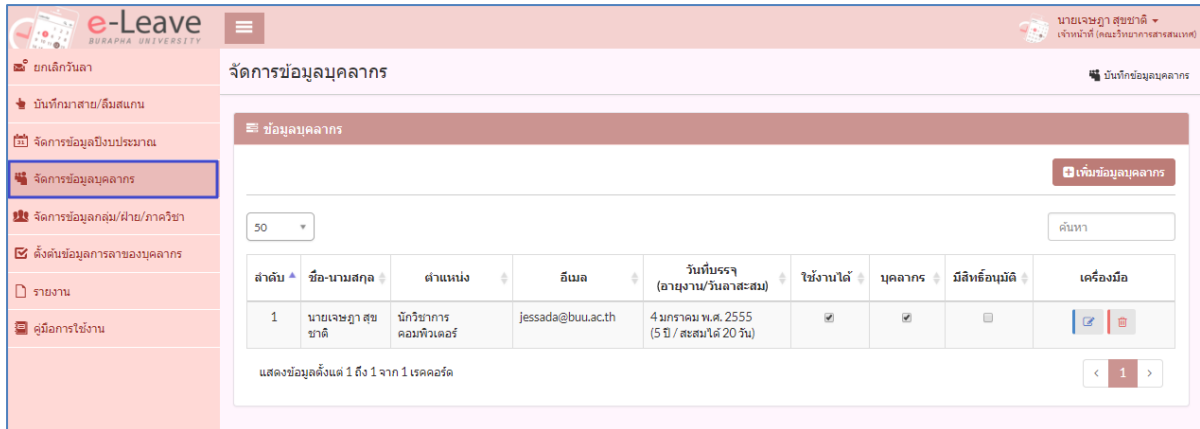 e-Leave
BURAPHA UNIVERSITY
นายเจษฎา สุขชาติ
เจ้าหน้าที่ (คณะวิทยาการสารสนเทศ)
ยกเลิกวันลา
บันทึกมาสาย/ลืมสแกน
จัดการข้อมูลปีงบประมาณ
จัดการข้อมูลบุคลากร
จัดการข้อมูลกลุ่ม/ฝ่าย/ภาควิชา
ตั้งต้นข้อมูลการลาของบุคลากร
รายงาน
คู่มือการใช้งาน
จัดการข้อมูลบุคลากร
บันทึกข้อมูลบุคลากร
ข้อมูลบุคลากร
เพิ่มข้อมูลบุคลากร
50
ค้นหา
ลำดับ ชื่อ-นามสกุล ตำแหน่ง อีเมล วันที่บรรจุ ใช้งานได้ บุคลากร มีสิทธิ์อนุมัติ เครื่องมือ
(อายุงาน/วันลาสะสม)
1 นายเจษฎา สุข นักวิชาการ jessada@buu.ac.th 4 มกราคม พ.ศ. 2555
ชาติ คอมพิวเตอร์ (5 ปี / สะสมได้ 20 วัน)
แสดงข้อมูลตั้งแต่ 1 ถึง 1 จาก 1 เรคคอร์ด
< 1 >